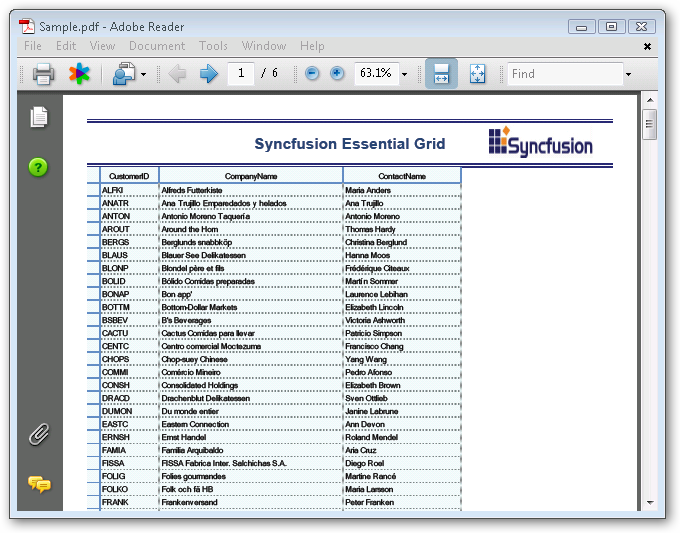 Sample.pdf - Adobe Reader
File Edit View Document Tools Window Help
1 / 6 63.1% Find
Syncfusion Essential Grid Syncfusion
CustomerID CompanyName ContactName
ALFKI Alfreds Futterkiste Maria Anders
ANATR Ana Trujillo Emparedados y helados Ana Trujillo
ANTON Antonio Moreno Taquería Antonio Moreno
AROUT Around the Horn Thomas Hardy
BERGS Berglunds snabbköp Christina Berglund
BLAUS Blauer See Delikatessen Hanna Moos
BLONP Blondel père et fils Frédérique Citeaux
BOLID Bólido Comidas preparadas Martín Sommer
BONAP Bon app' Laurence Lebihan
BOTTM Bottom-Dollar Markets Elizabeth Lincoln
BSBEV B's Beverages Victoria Ashworth
CACTU Cactus Comidas para llevar Patricio Simpson
CENTC Centro comercial Moctezuma Francisco Chang
CHOPS Chop-suey Chinese Yang Wang
COMMI Comércio Mineiro Pedro Afonso
CONSH Consolidated Holdings Elizabeth Brown
DRACD Drachenblut Delikatessen Sven Ottlieb
DUMON Du monde entier Janine Labrune
EASTC Eastern Connection Ann Devon
ERNSH Ernst Handel Roland Mendel
FAMIA Familia Arquibaldo Aria Cruz
FISSA FISSA Fabrica Inter. Salchichas S.A. Diego Roel
FOLIG Folies gourmandes Martine Rancé
FOLKO Folk och fä HB Maria Larsson
FRANK Frankenversand Peter Franken